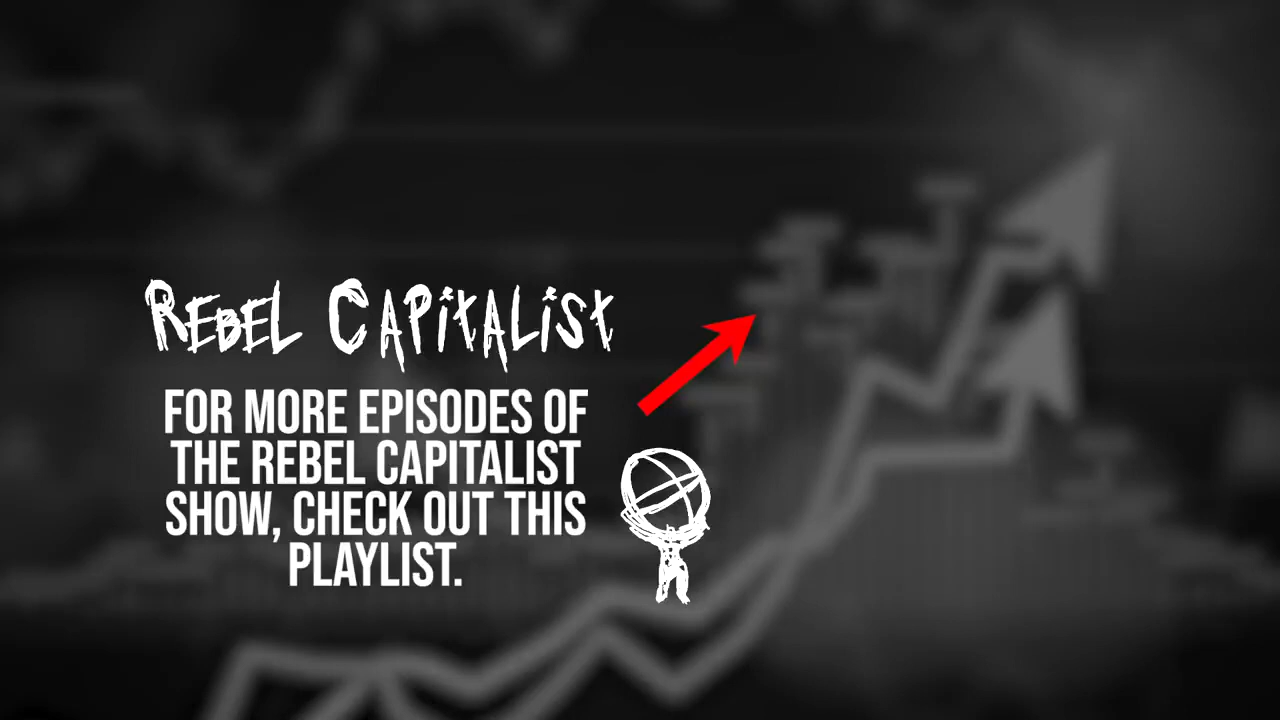 REBEL CAPITALIST
FOR MORE EPISODES OF
THE REBEL CAPITALIST
SHOW, CHECK OUT THIS
PLAYLIST.